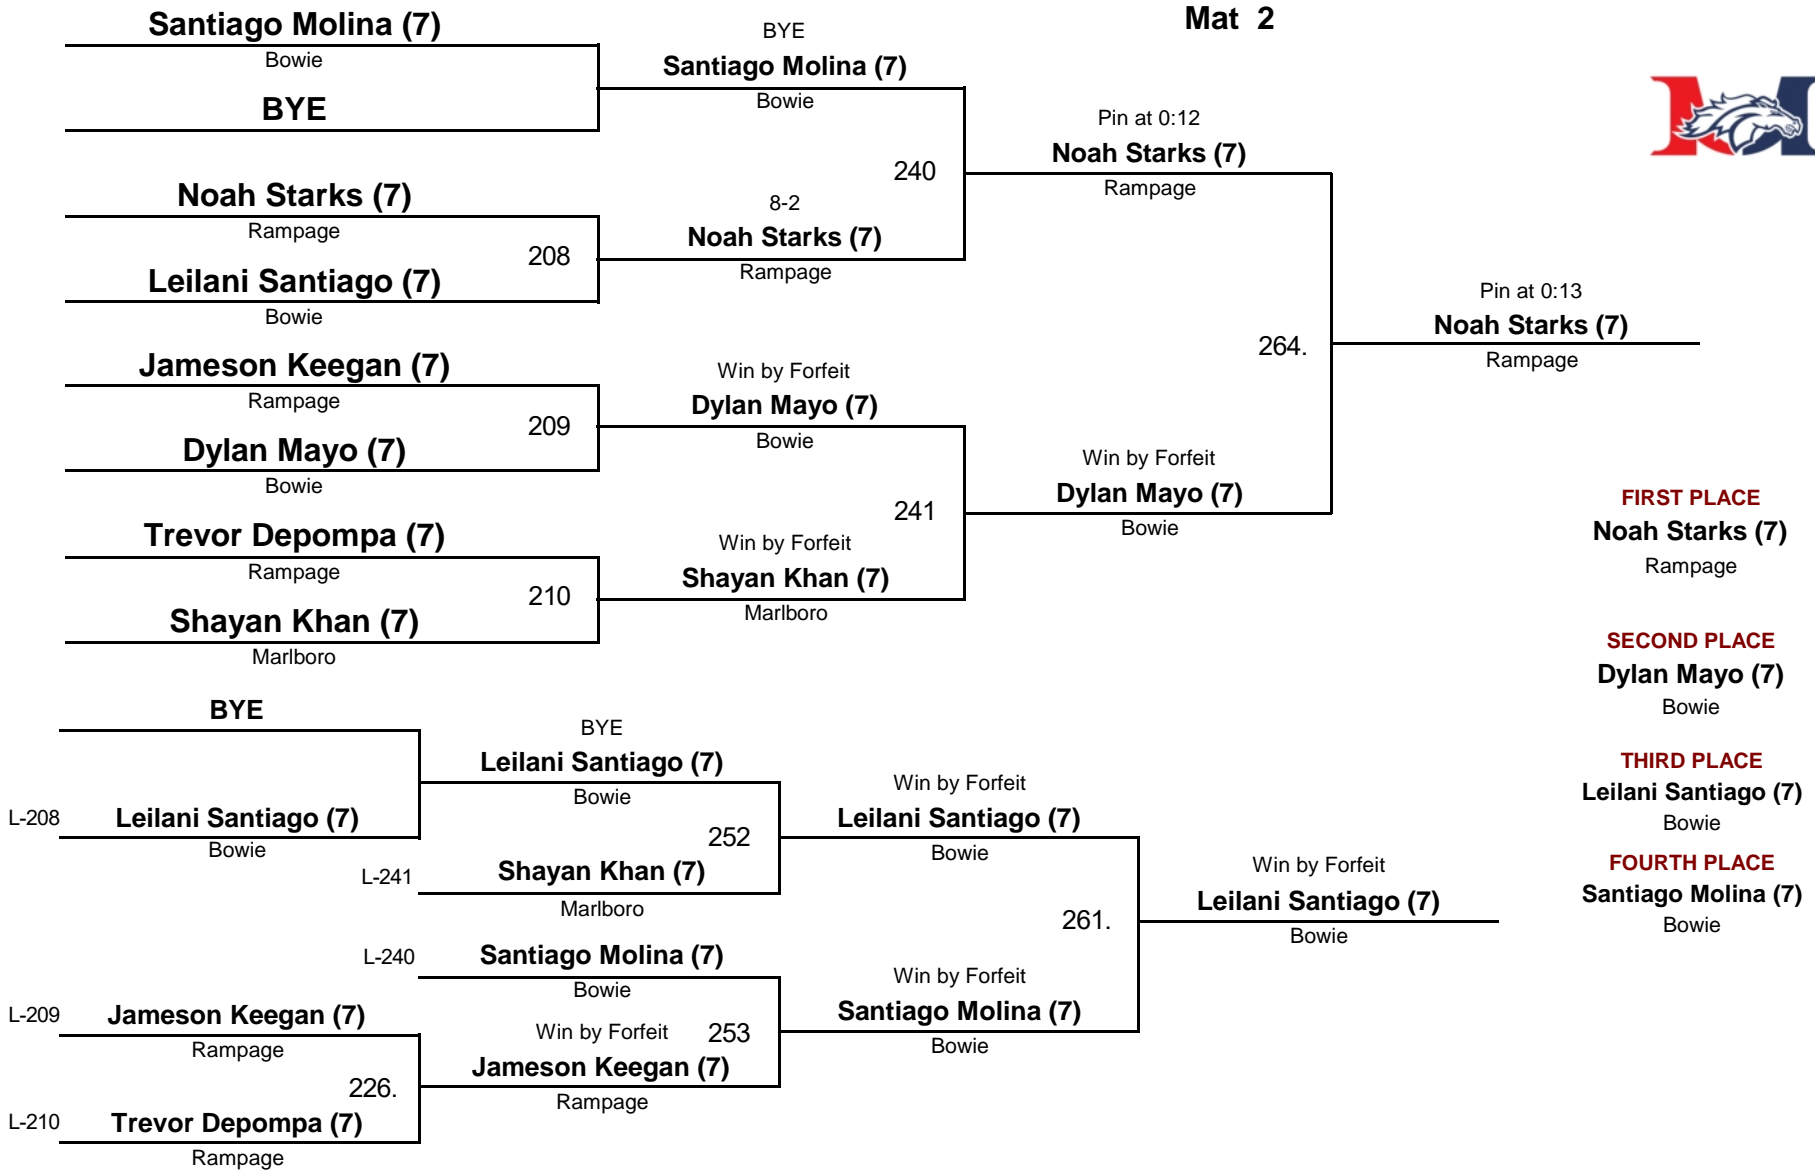 Mat 2
Santiago Molina (7)
Bowie
BYE
Noah Starks (7)
Rampage
208
Leilani Santiago (7)
Bowie
Jameson Keegan (7)
Rampage
209
Dylan Mayo (7)
Bowie
Trevor Depompa (7)
Rampage
210
Shayan Khan (7)
Marlboro
BYE
Santiago Molina (7)
Bowie
240
8-2
Noah Starks (7)
Rampage
Win by Forfeit
Dylan Mayo (7)
Bowie
241
Win by Forfeit
Shayan Khan (7)
Marlboro
Pin at 0:12
Noah Starks (7)
Rampage
264.
Win by Forfeit
Dylan Mayo (7)
Bowie
Pin at 0:13
Noah Starks (7)
Rampage
FIRST PLACE
Noah Starks (7)
Rampage
SECOND PLACE
Dylan Mayo (7)
Bowie
THIRD PLACE
Leilani Santiago (7)
Bowie
FOURTH PLACE
Santiago Molina (7)
Bowie
BYE
L-208
Leilani Santiago (7)
Bowie
L-209
Jameson Keegan (7)
Rampage
226.
L-210
Trevor Depompa (7)
Rampage
BYE
Leilani Santiago (7)
Bowie
252
L-241
Shayan Khan (7)
Marlboro
L-240
Santiago Molina (7)
Bowie
Win by Forfeit
253
Jameson Keegan (7)
Rampage
Win by Forfeit
Leilani Santiago (7)
Bowie
261.
Win by Forfeit
Santiago Molina (7)
Bowie
Win by Forfeit
Leilani Santiago (7)
Bowie
M